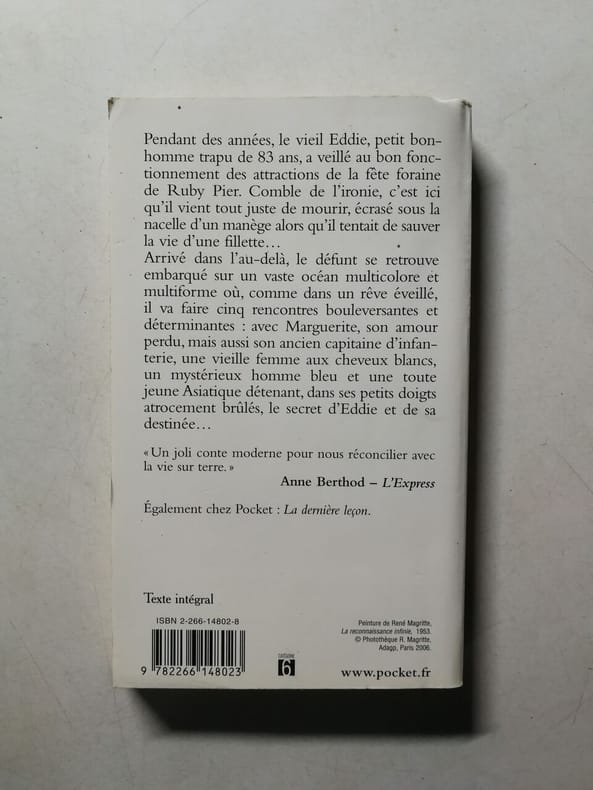 Pendant des années, le vieil Eddie, petit bon-
homme trapu de 83 ans, a veillé au bon fonc-
tionnement des attractions de la fête foraine
de Ruby Pier. Comble de l'ironie, c'est ici
qu'il vient tout juste de mourir, écrasé sous la
nacelle d'un manège alors qu'il tentait de sauver
la vie d'une fillette…
Arrivé dans l'au-delà, le défunt se retrouve
embarqué sur un vaste océan multicolore et
multiforme où, comme dans un rêve éveillé,
il va faire cinq rencontres bouleversantes et
déterminantes : avec Marguerite, son amour
perdu, mais aussi son ancien capitaine d'infan-
terie, une vieille femme aux cheveux blancs,
un mystérieux homme bleu et une toute
jeune Asiatique détenant, dans ses petits doigts
atrocement brûlés, le secret d'Eddie et de sa
destinée…
« Un joli conte moderne pour nous réconcilier avec
la vie sur terre. »
Anne Berthod – L'Express
Également chez Pocket : La dernière leçon.
Texte intégral
ISBN 2-266-14802-8
9 782266 148023
CATÉGORIE
6
Peinture de René Magritte,
La reconnaissance infinie, 1953.
© Photothèque R. Magritte,
Adagp, Paris 2006.
www.pocket.fr